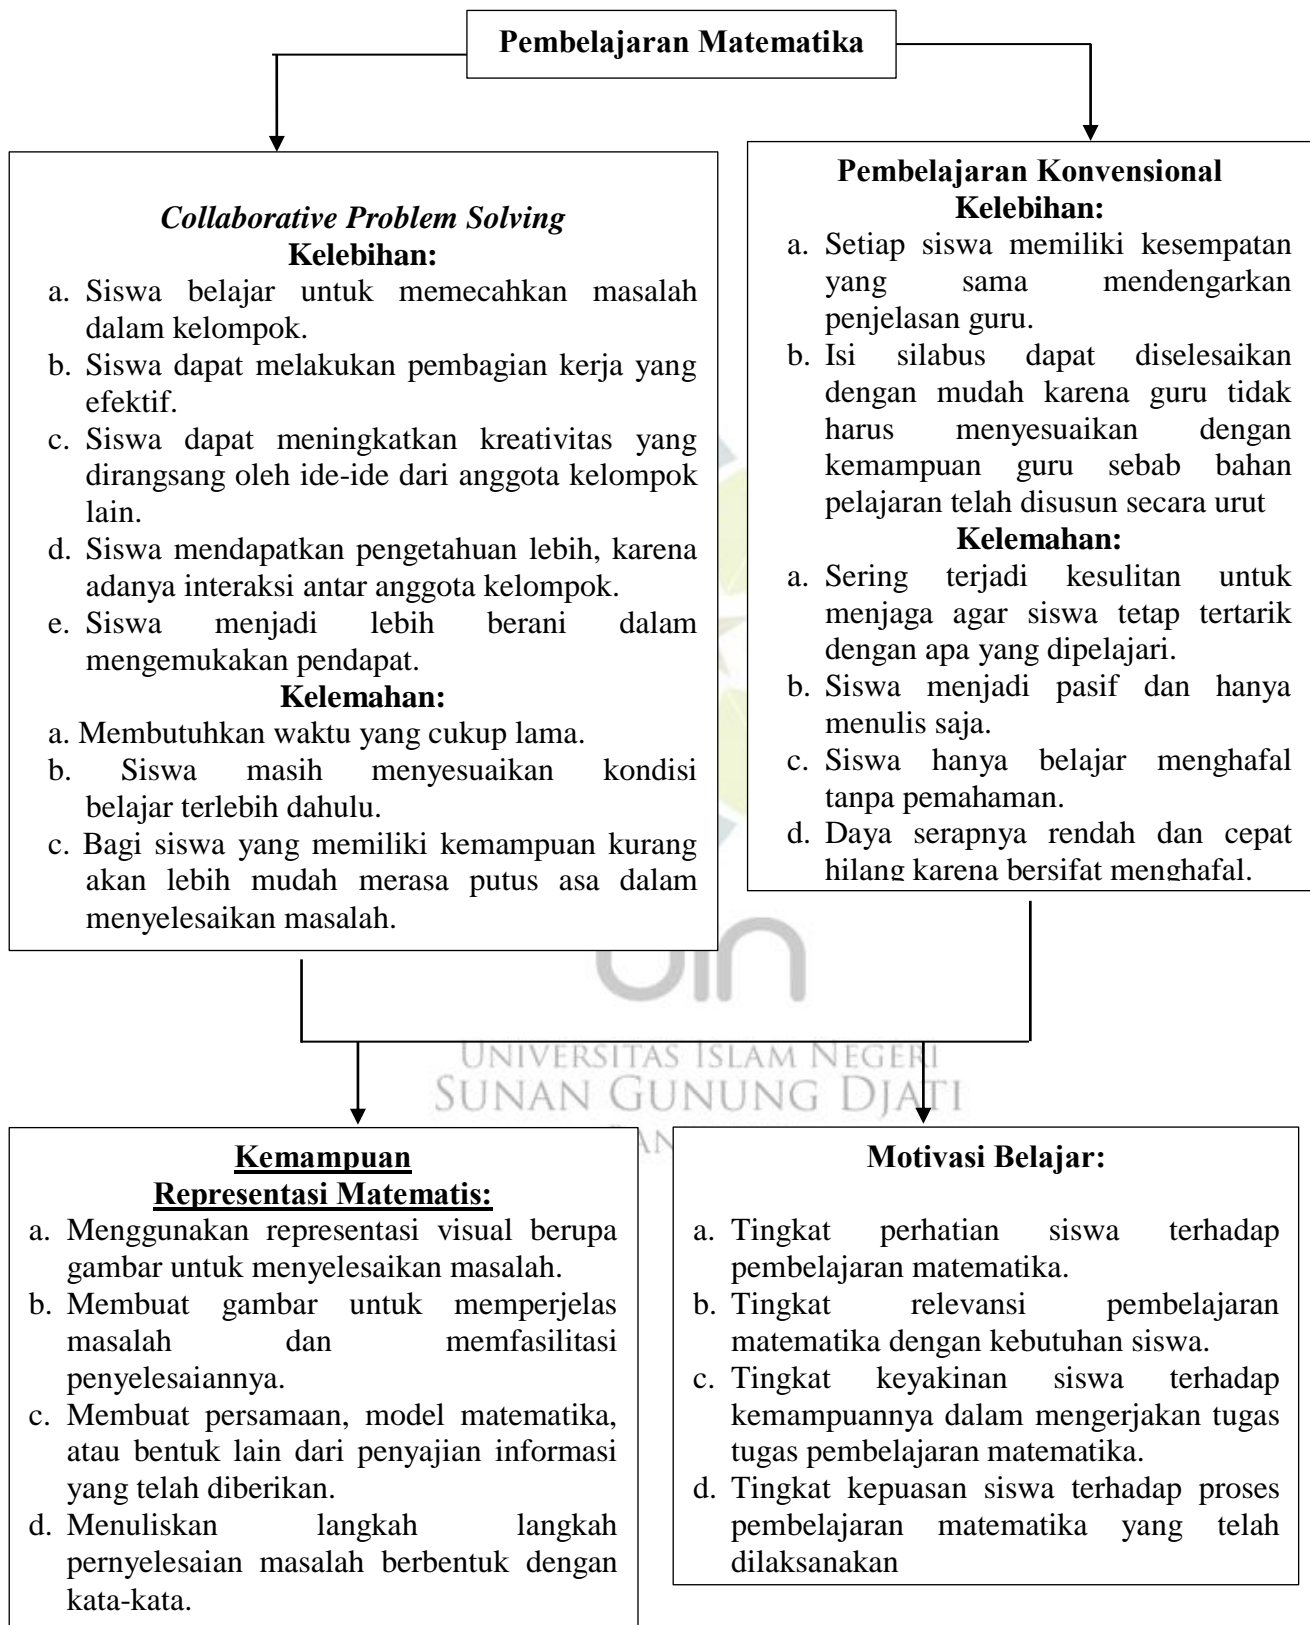 Pembelajaran Matematika
Collaborative Problem Solving
Kelebihan:
a. Siswa belajar untuk memecahkan masalah
dalam kelompok.
b. Siswa dapat melakukan pembagian kerja yang
efektif.
c. Siswa dapat meningkatkan kreativitas yang
dirangsang oleh ide-ide dari anggota kelompok
lain.
d. Siswa mendapatkan pengetahuan lebih, karena
adanya interaksi antar anggota kelompok.
e. Siswa menjadi lebih berani dalam
mengemukakan pendapat.
Kelemahan:
a. Membutuhkan waktu yang cukup lama.
b. Siswa masih menyesuaikan kondisi
belajar terlebih dahulu.
c. Bagi siswa yang memiliki kemampuan kurang
akan lebih mudah merasa putus asa dalam
menyelesaikan masalah.
Pembelajaran Konvensional
Kelebihan:
a. Setiap siswa memiliki kesempatan
yang sama mendengarkan
penjelasan guru.
b. Isi silabus dapat diselesaikan
dengan mudah karena guru tidak
harus menyesuaikan dengan
kemampuan guru sebab bahan
pelajaran telah disusun secara urut
Kelemahan:
a. Sering terjadi kesulitan untuk
menjaga agar siswa tetap tertarik
dengan apa yang dipelajari.
b. Siswa menjadi pasif dan hanya
menulis saja.
c. Siswa hanya belajar menghafal
tanpa pemahaman.
d. Daya serapnya rendah dan cepat
hilang karena bersifat menghafal.
uin
UNIVERSITAS ISLAM NEGERI
SUNAN GUNUNG DJATI
Kemampuan
Representasi Matematis:
a. Menggunakan representasi visual berupa
gambar untuk menyelesaikan masalah.
b. Membuat gambar untuk memperjelas
masalah dan memfasilitasi
penyelesaiannya.
c. Membuat persamaan, model matematika,
atau bentuk lain dari penyajian informasi
yang telah diberikan.
d. Menuliskan langkah langkah
pernyelesaian masalah berbentuk dengan
kata-kata.
Motivasi Belajar:
a. Tingkat perhatian siswa terhadap
pembelajaran matematika.
b. Tingkat relevansi pembelajaran
matematika dengan kebutuhan siswa.
c. Tingkat keyakinan siswa terhadap
kemampuannya dalam mengerjakan tugas
tugas pembelajaran matematika.
d. Tingkat kepuasan siswa terhadap proses
pembelajaran matematika yang telah
dilaksanakan